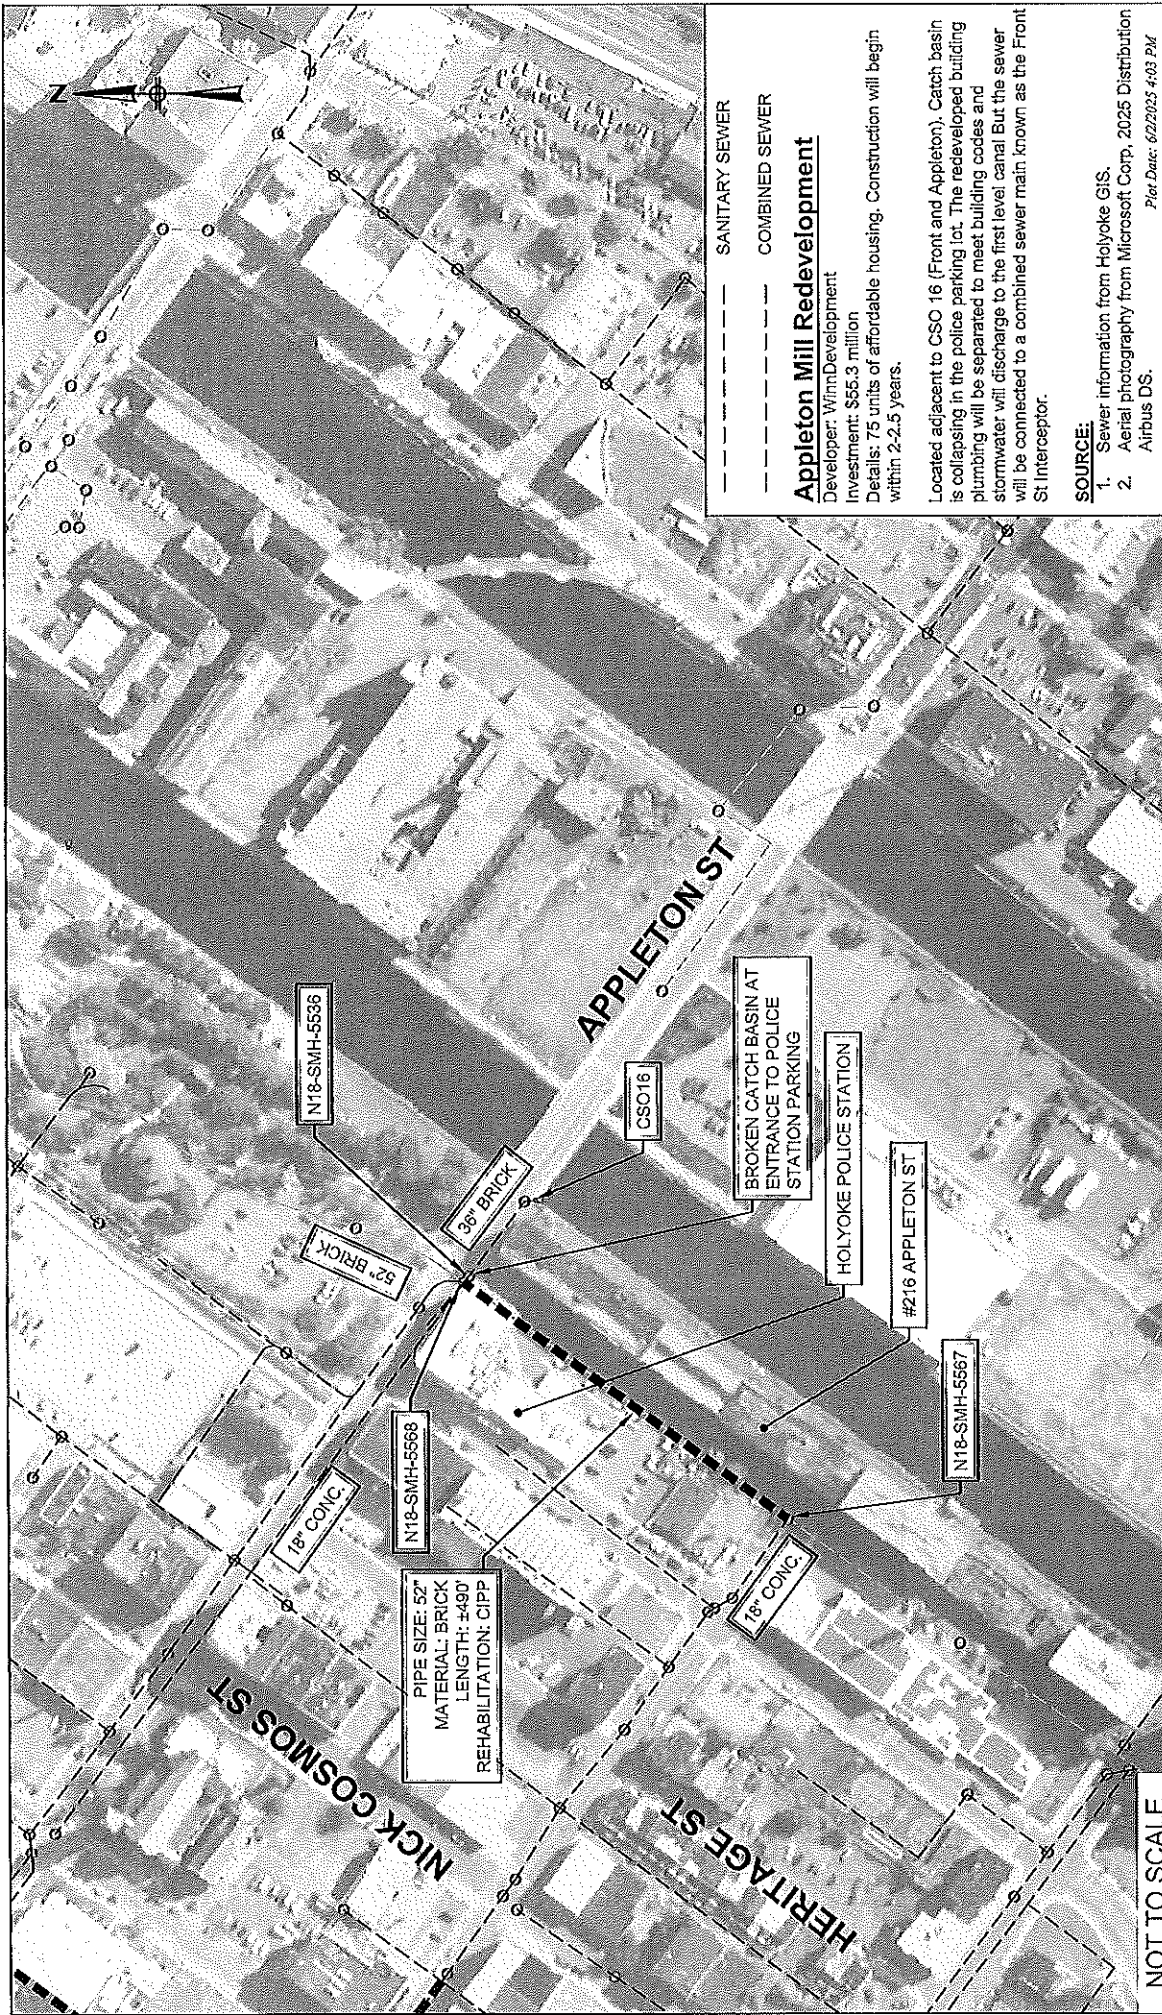 Z
N18-SMH-5536
52" BRICK
36" BRICK
CSO16
APPLETON ST
BROKEN CATCH BASIN AT
ENTRANCE TO POLICE
STATION PARKING
HOLYOKE POLICE STATION
#216 APPLETON ST
N18-SMH-5567
N18-SMH-5568
18" CONC.
PIPE SIZE: 52"
MATERIAL: BRICK
LENGTH: ±490'
REHABILITATION: CIPP
18" CONC.
NICK COSMOS ST
HERITAGE ST
NOT TO SCALE
SANITARY SEWER
COMBINED SEWER
Appleton Mill Redevelopment
Developer: WinnDevelopment
Investment: $55.3 million
Details: 75 units of affordable housing. Construction will begin
within 2-2.5 years.
Located adjacent to CSO 16 (Front and Appleton). Catch basin
is collapsing in the police parking lot. The redeveloped building
plumbing will be separated to meet building codes and
stormwater will discharge to the first level canal But the sewer
will be connected to a combined sewer main known as the Front
St Interceptor.
SOURCE:
1. Sewer information from Holyoke GIS.
2. Aerial photography from Microsoft Corp, 2025 Distribution
Airbus DS.
Plot Date: 6/2/2025 4:03 PM